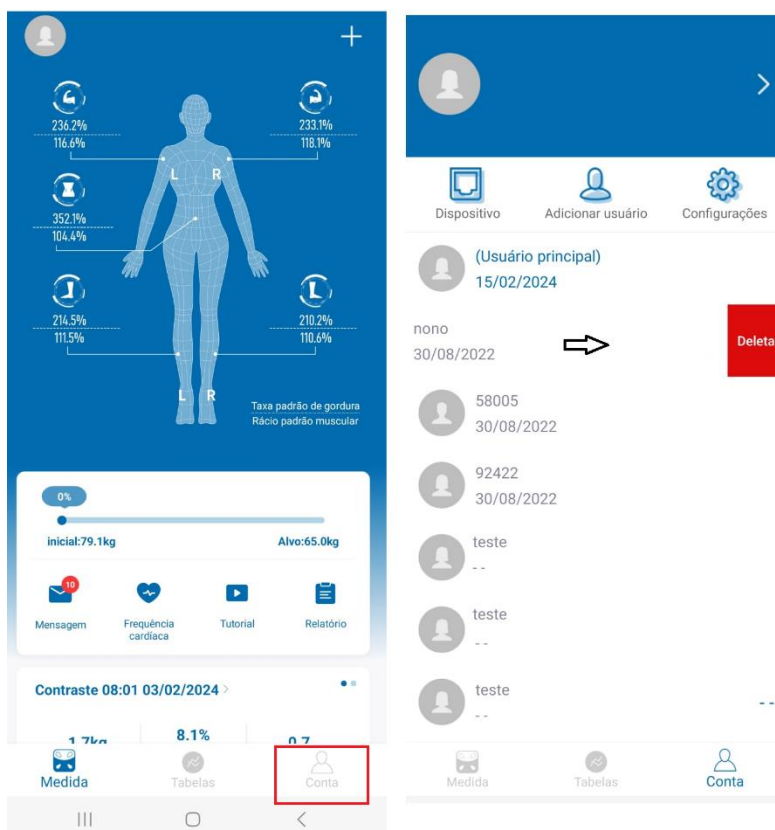 236.2%
116.6%
233.1%
118.1%
352.1%
104.4%
214.5%
111.5%
210.2%
110.6%
L R
L R
Taxa padrão de gordura
Rácio padrão muscular
0%
inicial:79.1kg
Alvo:65.0kg
10
Mensagem
Frequência
cardíaca
Tutorial
Relatório
Contraste 08:01 03/02/2024 >
1.7kg
8.1%
0.7
Medida
Tabelas
Conta
Dispositivo
Adicionar usuário
Configurações
(Usuário principal)
15/02/2024
nono
30/08/2022
Deleta
58005
30/08/2022
92422
30/08/2022
teste
- -
teste
- -
teste
- -
- -
Medida
Tabelas
Conta